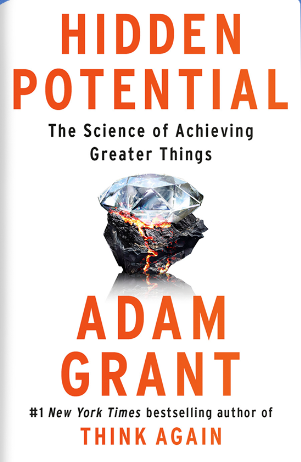 HIDDEN
POTENTIAL
The Science of Achieving
Greater Things
ADAM
GRANT
#1 New York Times bestselling author of
THINK AGAIN